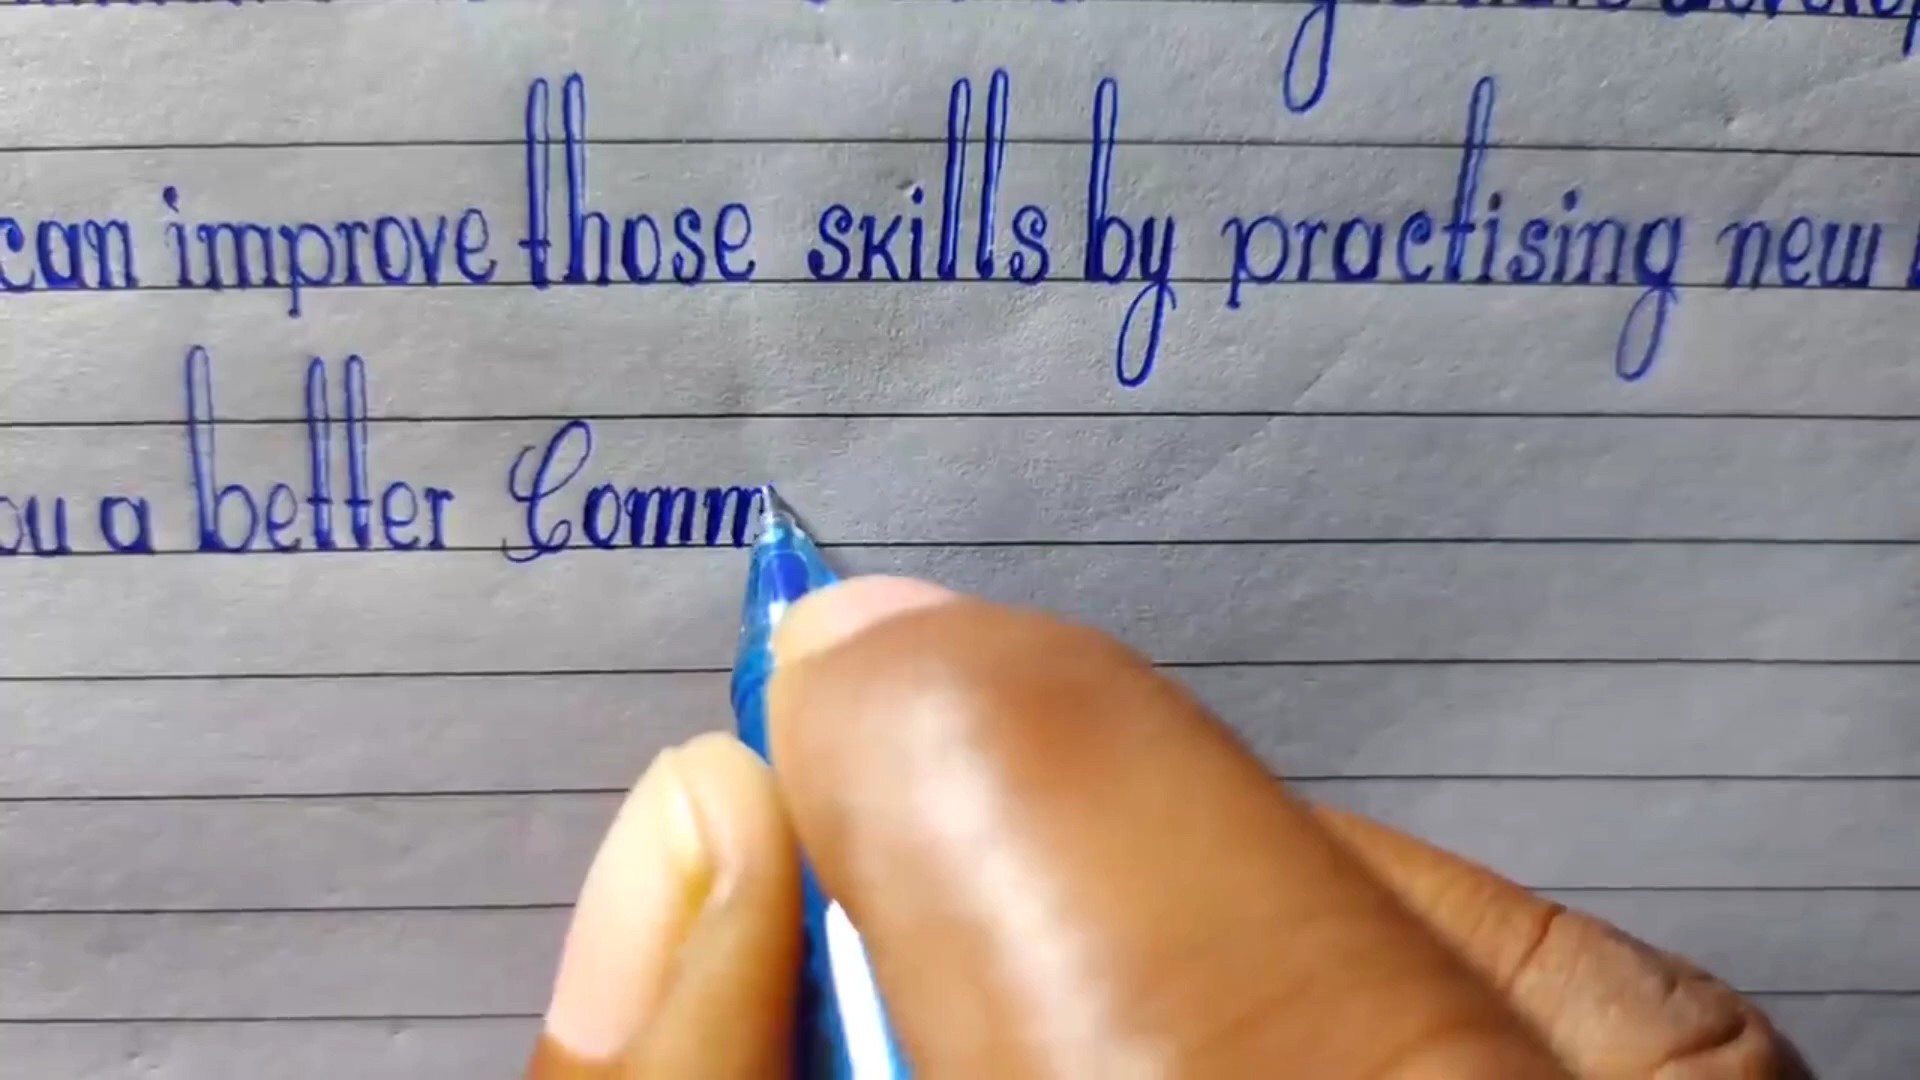 can improve those skills by practising new
ou a better Comm